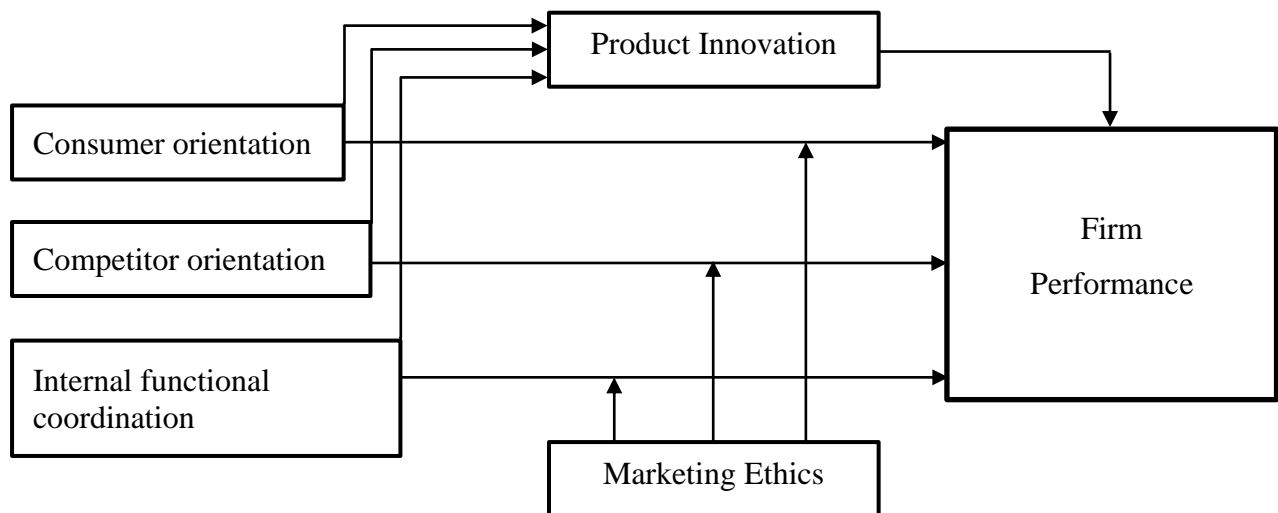 Product Innovation
Consumer orientation
Competitor orientation
Internal functional
coordination
Firm
Performance
Marketing Ethics